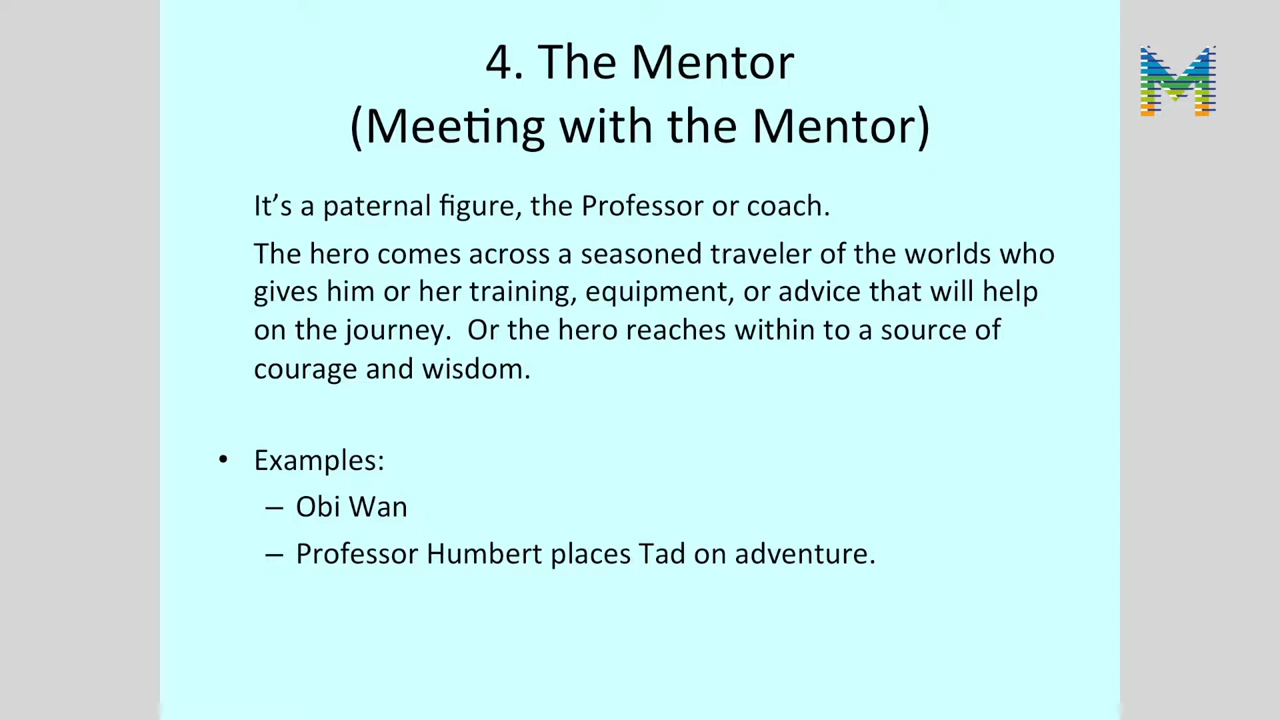 4. The Mentor
(Meeting with the Mentor)
It's a paternal figure, the Professor or coach.
The hero comes across a seasoned traveler of the worlds who
gives him or her training, equipment, or advice that will help
on the journey.  Or the hero reaches within to a source of
courage and wisdom.
• Examples:
– Obi Wan
– Professor Humbert places Tad on adventure.
M